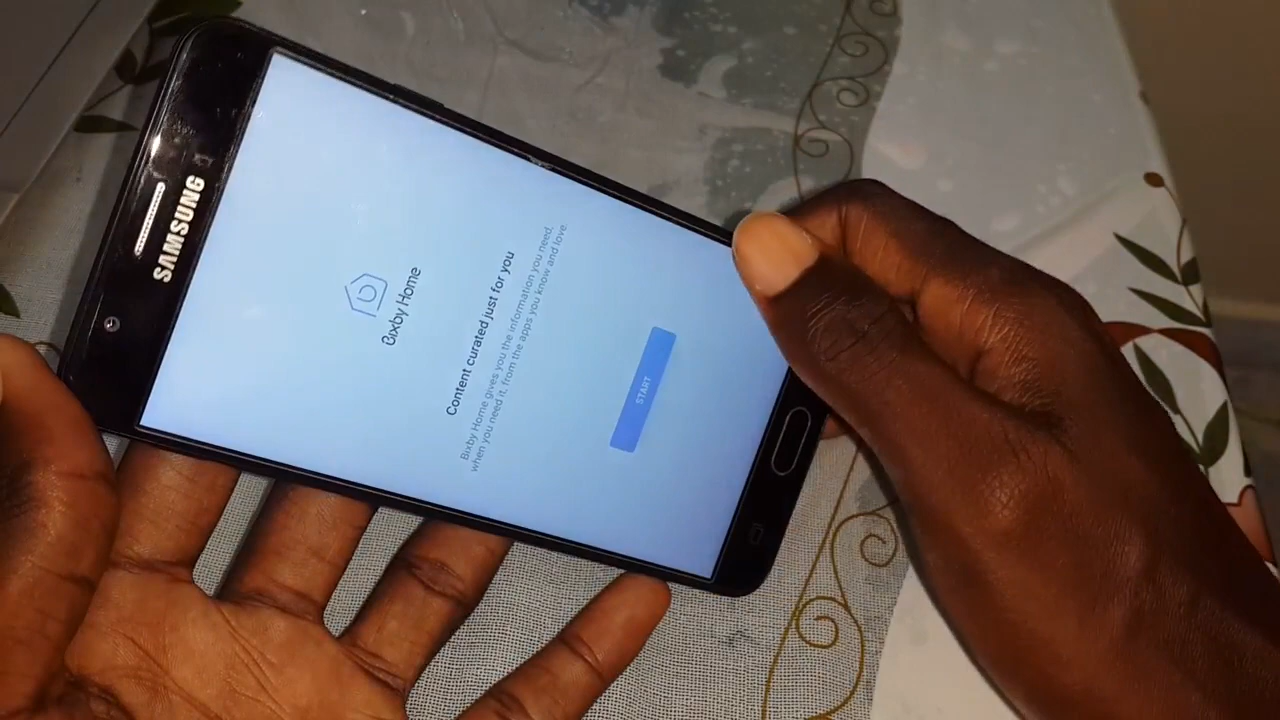 SAMSUNG
Bixby Home
Content curated just for you
Bixby Home gives you the information you need,
when you need it, from the apps you know and love.
START